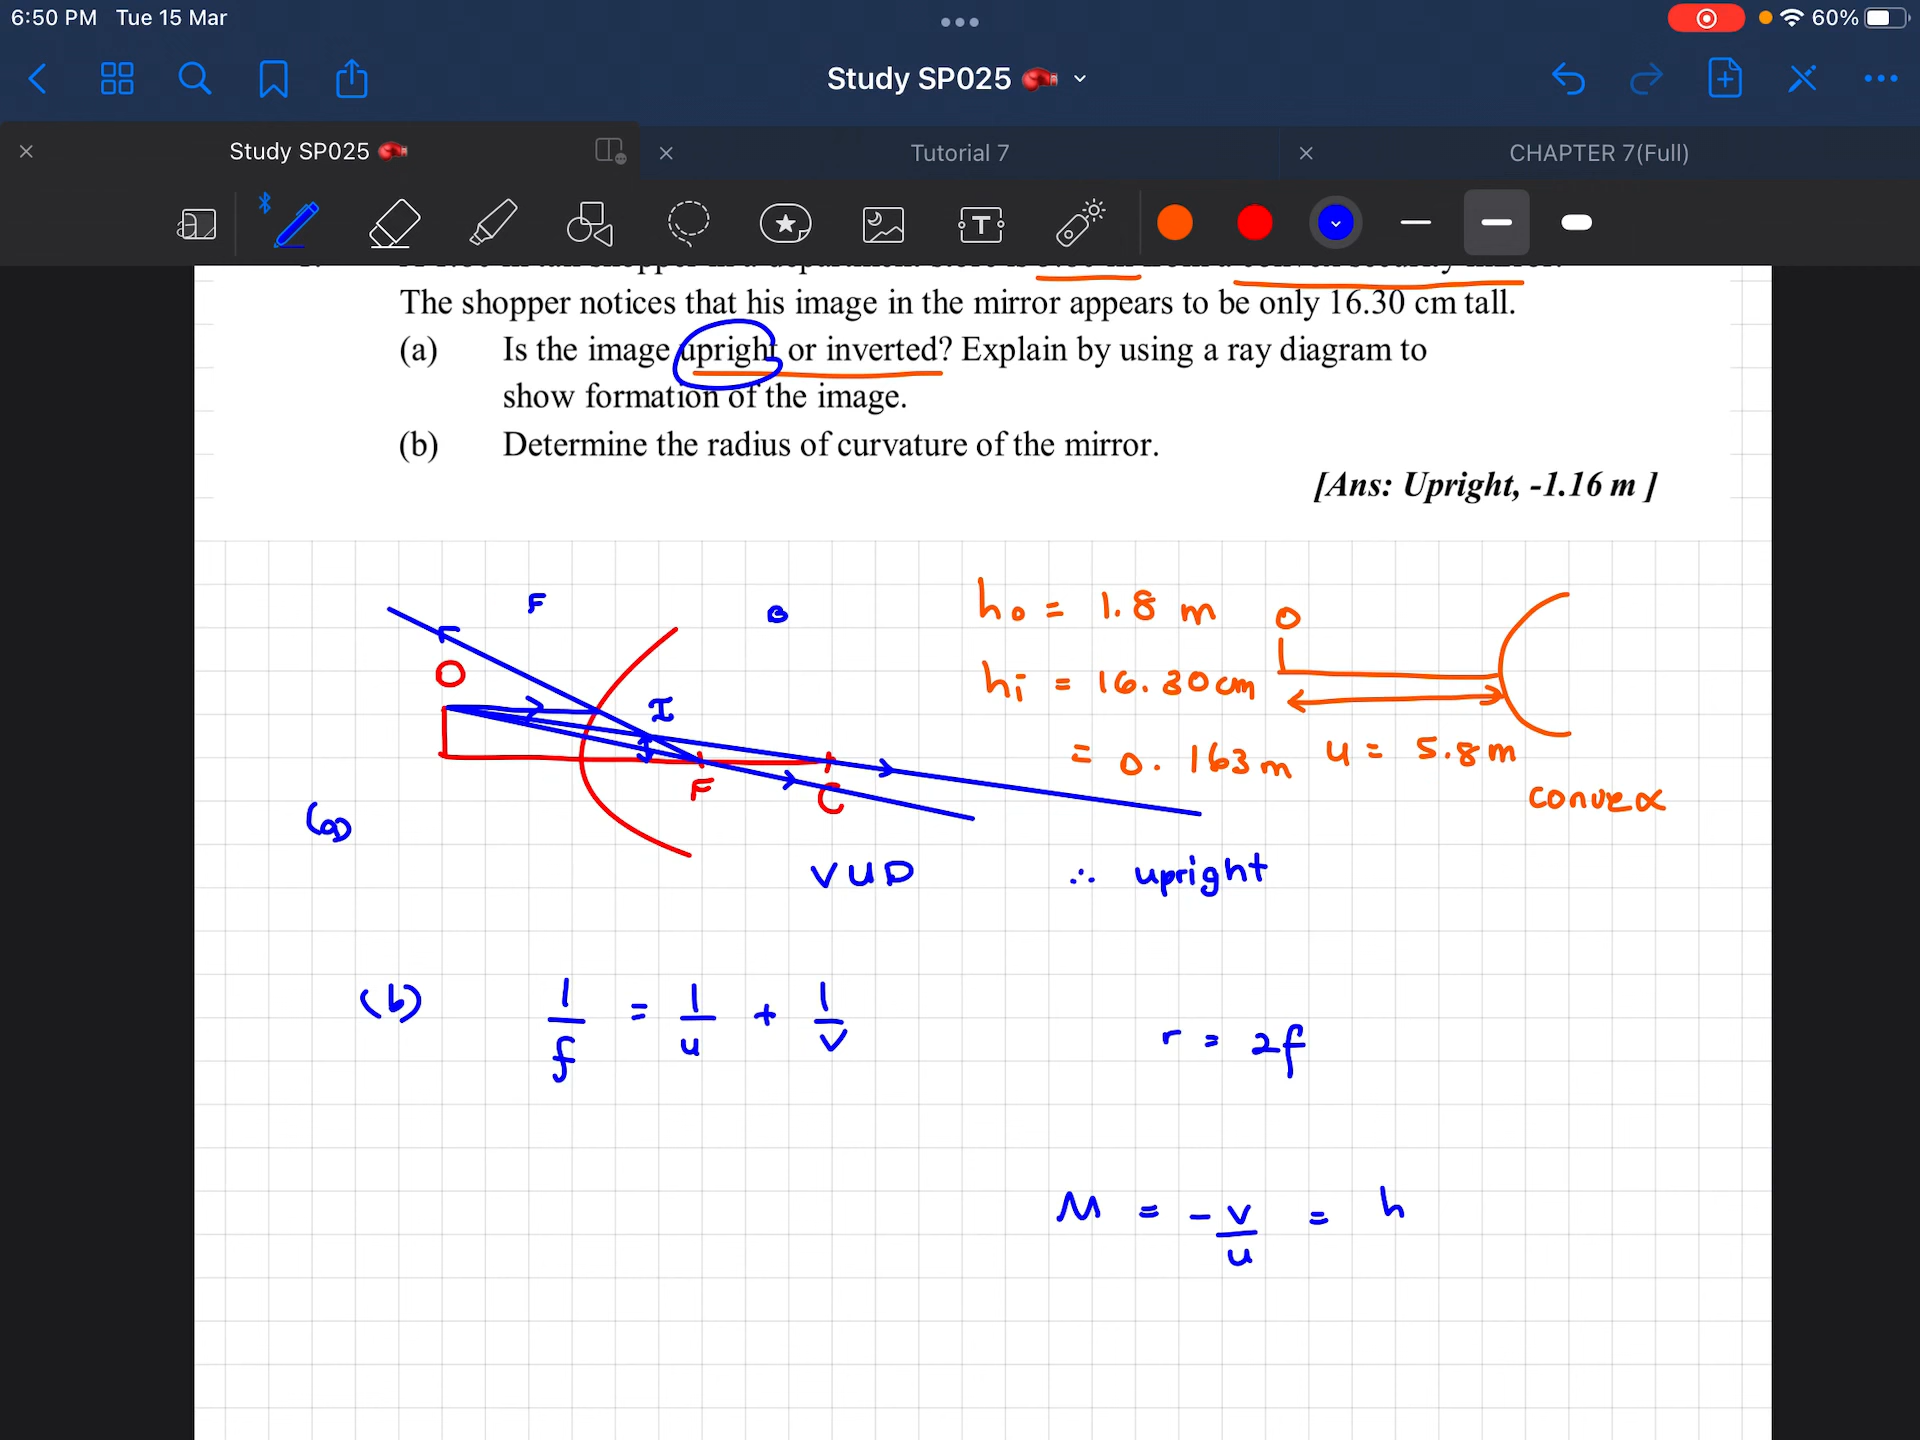 6:50 PM Tue 15 Mar
60%
Study SP025
Study SP025
Tutorial 7
CHAPTER 7(Full)
The shopper notices that his image in the mirror appears to be only 16.30 cm tall.
(a) Is the image upright or inverted? Explain by using a ray diagram to
show formation of the image.
(b) Determine the radius of curvature of the mirror.
[Ans: Upright, -1.16 m ]
F B
O
I
F C
ho = 1.8 m
hi = 16.30cm
= 0.163m
O
u = 5.8m
convex
(a)
VUD
∴ upright
(b) 1/f = 1/u + 1/v
r = 2f
M = -v/u = h